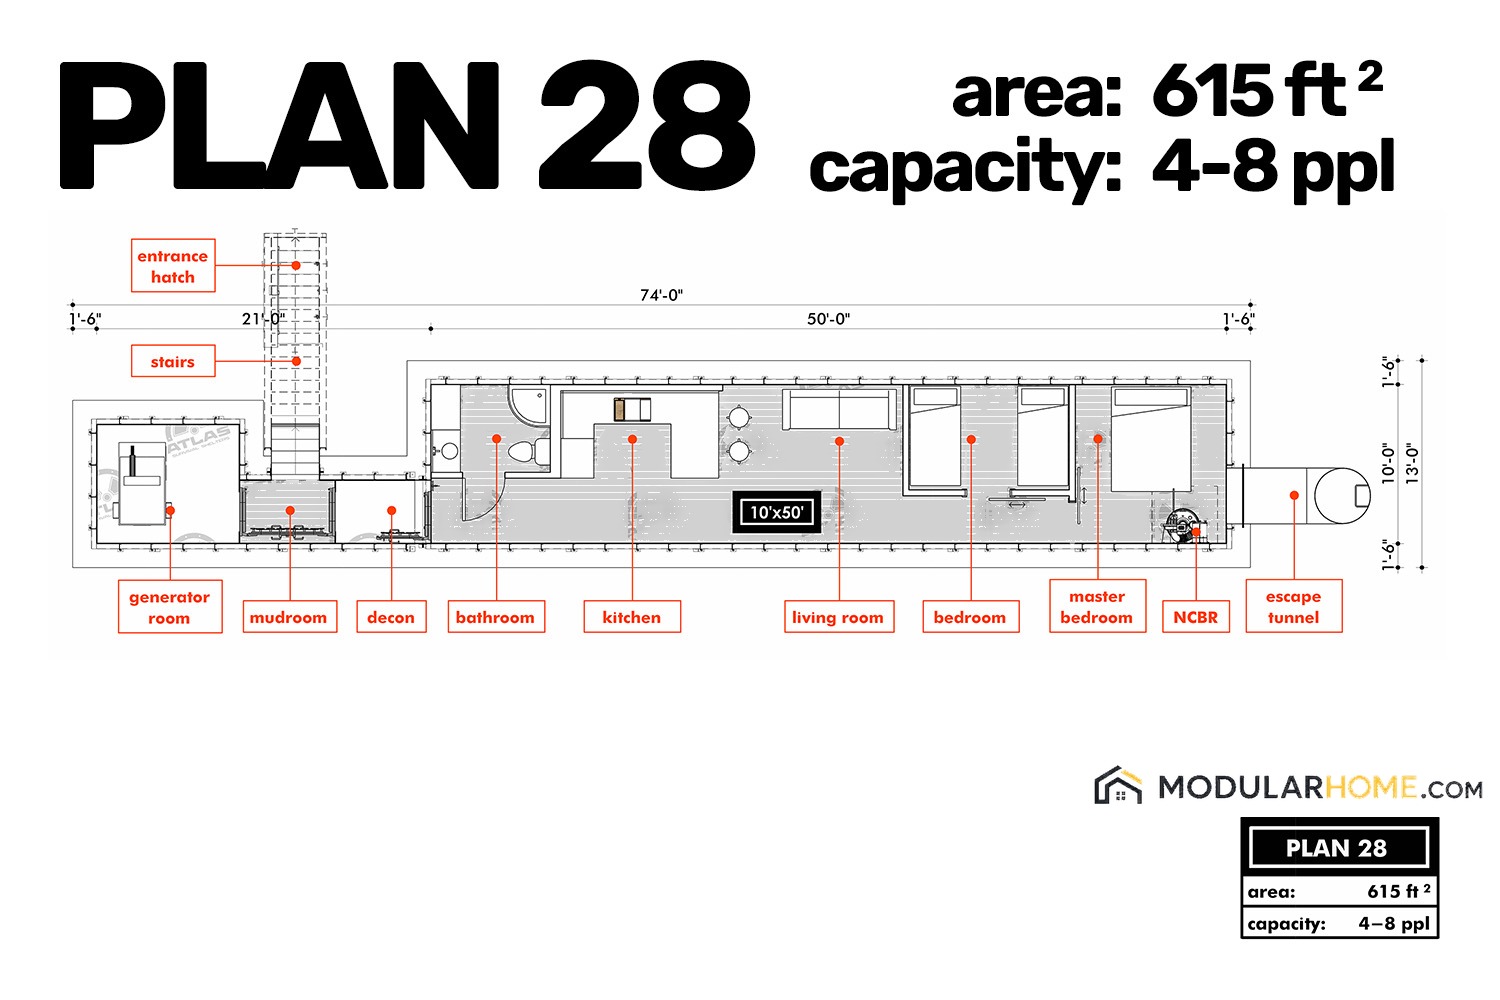 PLAN 28
area: 615 ft²
capacity: 4-8 ppl
entrance
hatch
74'-0"
1'-6"
21'-0"
50'-0"
1'-6"
stairs
1'-6"
10'-0"
13'-0"
1'-6"
ATLAS
10'x50'
generator
room
mudroom
decon
bathroom
kitchen
living room
bedroom
master
bedroom
NCBR
escape
tunnel
MODULARHOME.COM
PLAN 28
area: 615 ft²
capacity: 4–8 ppl